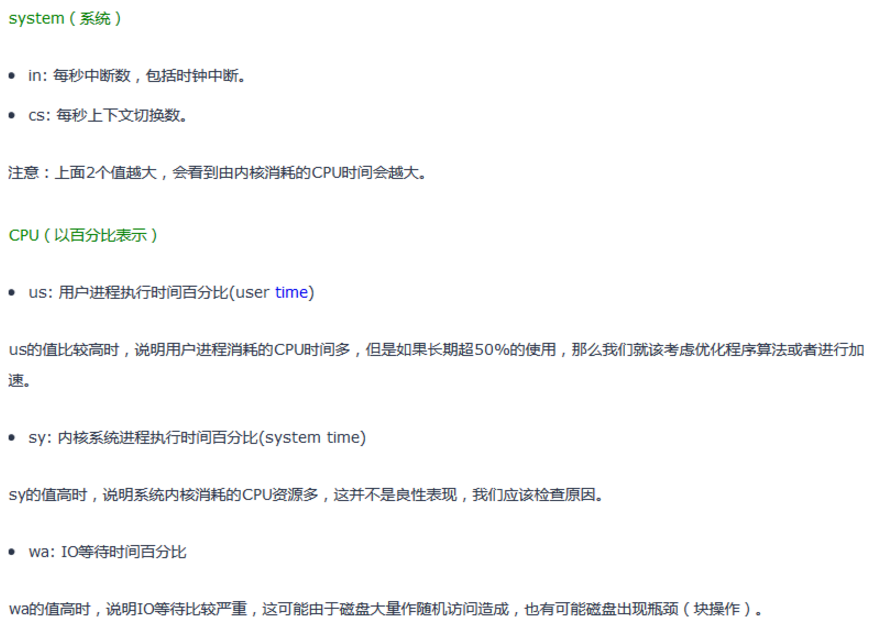 system ( 系统 )
• in: 每秒中断数，包括时钟中断。
• cs: 每秒上下文切换数。
注意：上面2个值越大，会看到由内核消耗的CPU时间会越大。
CPU ( 以百分比表示 )
• us: 用户进程执行时间百分比(user time)
us的值比较高时，说明用户进程消耗的CPU时间多，但是如果长期超50%的使用，那么我们就该考虑优化程序算法或者进行加
速。
• sy: 内核系统进程执行时间百分比(system time)
sy的值高时，说明系统内核消耗的CPU资源多，这并不是良性表现，我们应该检查原因。
• wa: IO等待时间百分比
wa的值高时，说明IO等待比较严重，这可能由于磁盘大量作随机访问造成，也有可能磁盘出现瓶颈（块操作）。